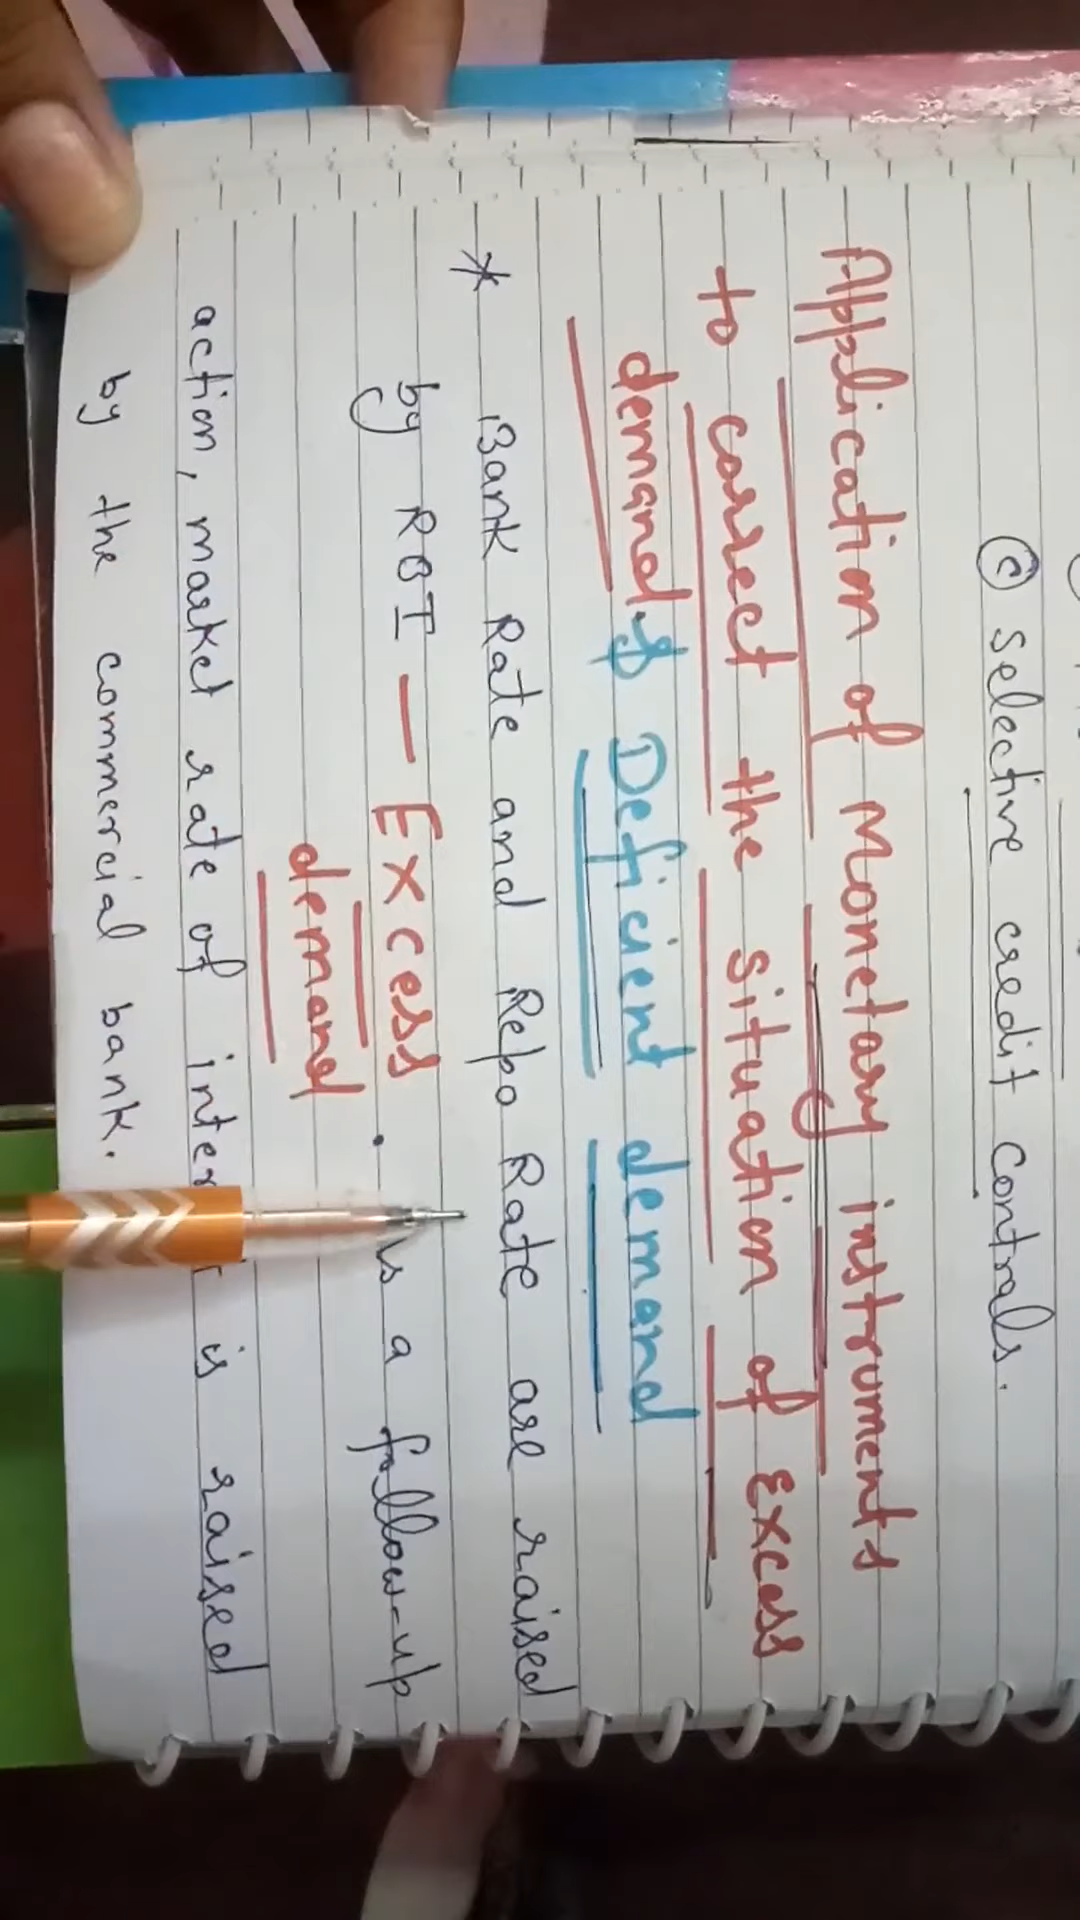 © selective credit controls.
Application of monetary instruments
to correct the situation of Excess
demand. & Deficient demand
* Bank Rate and Repo Rate are raised
by RBI — Excess . is a follow-up
demand
action, market rate of is raised
by the commercial bank.